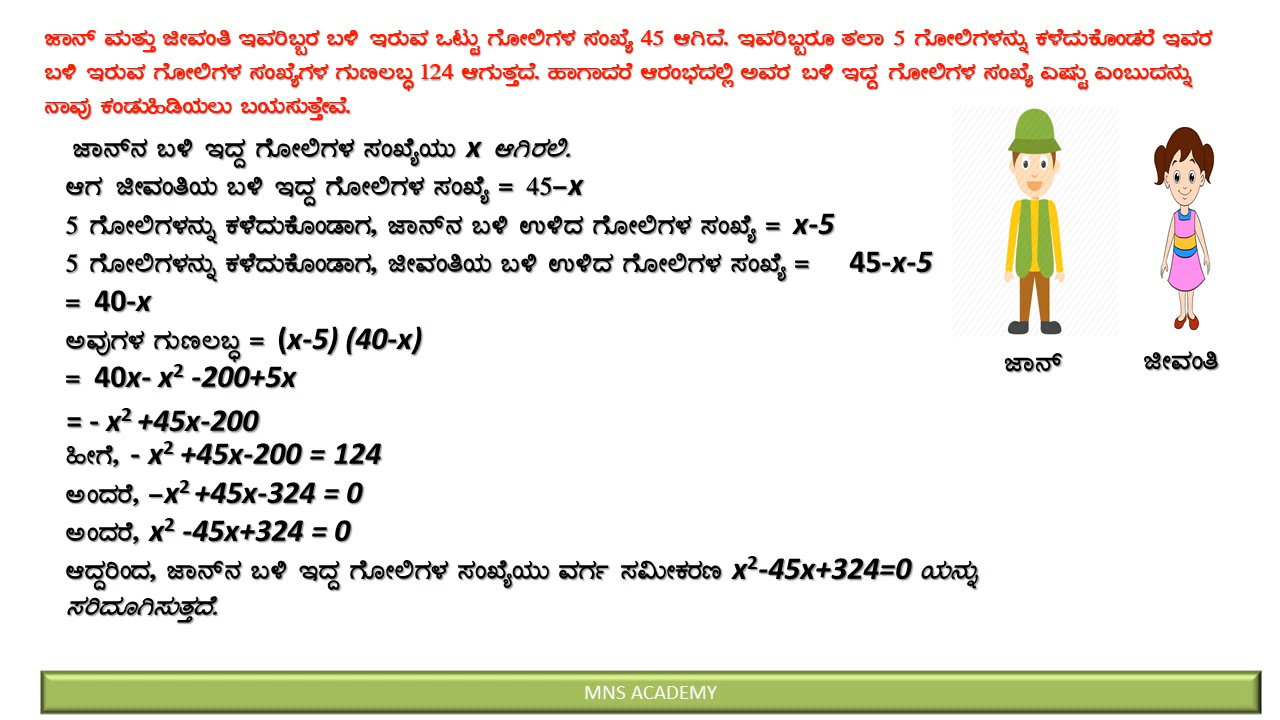 ಜಾನ್ ಮತ್ತು ಜೀವಂತಿ ಇವರಿಬ್ಬರ ಬಳಿ ಇರುವ ಒಟ್ಟು ಗೋಲಿಗಳ ಸಂಖ್ಯೆ 45 ಆಗಿದೆ. ಇವರಿಬ್ಬರೂ ತಲಾ 5 ಗೋಲಿಗಳನ್ನು ಕಳೆದುಕೊಂಡರೆ ಇವರ
ಬಳಿ ಇರುವ ಗೋಲಿಗಳ ಸಂಖ್ಯೆಗಳ ಗುಣಲಬ್ಧ 124 ಆಗುತ್ತದೆ. ಹಾಗಾದರೆ ಆರಂಭದಲ್ಲಿ ಅವರ ಬಳಿ ಇದ್ದ ಗೋಲಿಗಳ ಸಂಖ್ಯೆ ಎಷ್ಟು ಎಂಬುದನ್ನು
ನಾವು ಕಂಡುಹಿಡಿಯಲು ಬಯಸುತ್ತೇವೆ.
ಜಾನ್‌ನ ಬಳಿ ಇದ್ದ ಗೋಲಿಗಳ ಸಂಖ್ಯೆಯು x ಆಗಿರಲಿ.
ಆಗ ಜೀವಂತಿಯ ಬಳಿ ಇದ್ದ ಗೋಲಿಗಳ ಸಂಖ್ಯೆ = 45–x
5 ಗೋಲಿಗಳನ್ನು ಕಳೆದುಕೊಂಡಾಗ, ಜಾನ್‌ನ ಬಳಿ ಉಳಿದ ಗೋಲಿಗಳ ಸಂಖ್ಯೆ = x-5
5 ಗೋಲಿಗಳನ್ನು ಕಳೆದುಕೊಂಡಾಗ, ಜೀವಂತಿಯ ಬಳಿ ಉಳಿದ ಗೋಲಿಗಳ ಸಂಖ್ಯೆ = 45-x-5
= 40-x
ಅವುಗಳ ಗುಣಲಬ್ಧ = (x-5) (40-x)
= 40x- x² -200+5x
= - x² +45x-200
ಹೀಗೆ, - x² +45x-200 = 124
ಅಂದರೆ, –x² +45x-324 = 0
ಅಂದರೆ, x² -45x+324 = 0
ಆದ್ದರಿಂದ, ಜಾನ್‌ನ ಬಳಿ ಇದ್ದ ಗೋಲಿಗಳ ಸಂಖ್ಯೆಯು ವರ್ಗ ಸಮೀಕರಣ x²-45x+324=0 ಯನ್ನು
ಸರಿದೂಗಿಸುತ್ತದೆ.
ಜಾನ್ ಜೀವಂತಿ
MNS ACADEMY